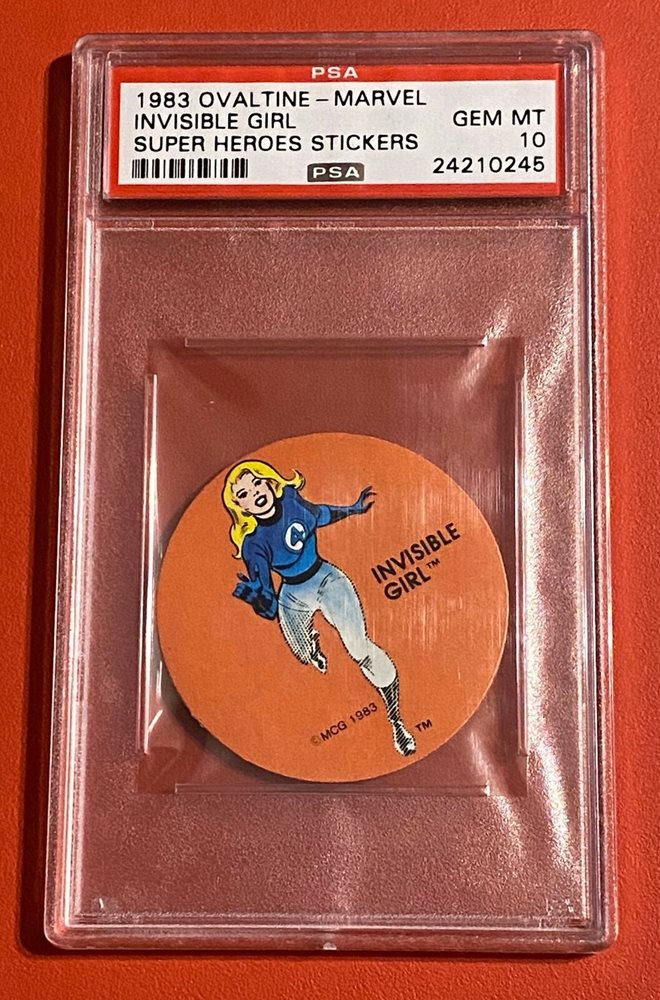 PSA
1983 OVALTINE – MARVEL
INVISIBLE GIRL GEM MT
SUPER HEROES STICKERS 10
PSA 24210245
4
INVISIBLE
GIRL™
©MCG 1983
TM